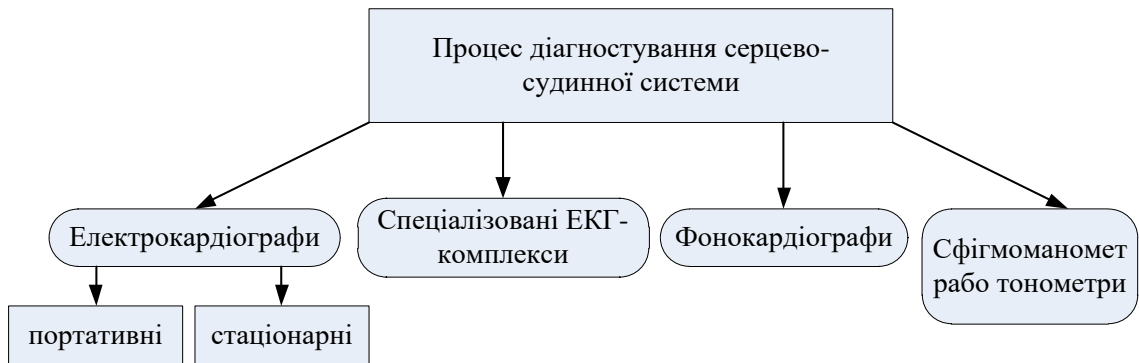 Процес діагностування серцево-
судинної системи
Електрокардіографи
Спеціалізовані ЕКГ-
комплекси
Фонокардіографи
Сфігмоманомет
рабо тонометри
портативні
стаціонарні